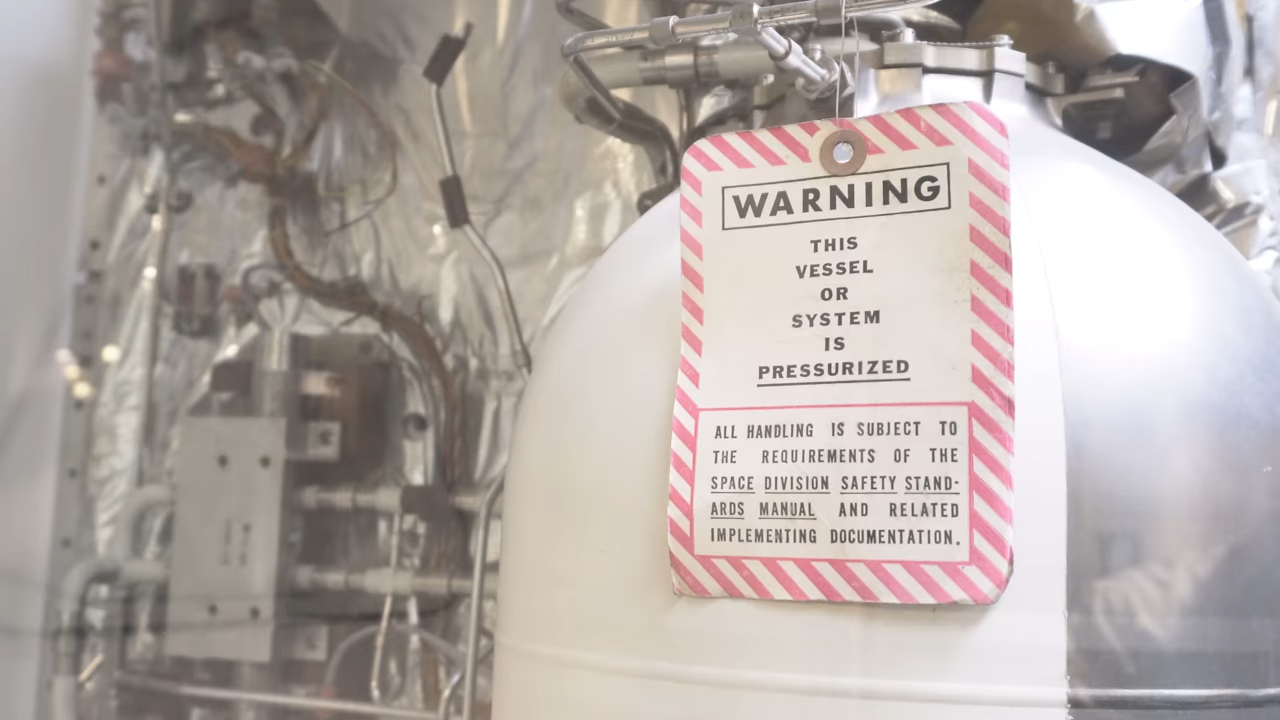 WARNING
THIS
VESSEL
OR
SYSTEM
IS
PRESSURIZED
ALL HANDLING IS SUBJECT TO
THE REQUIREMENTS OF THE
SPACE DIVISION SAFETY STAND-
ARDS MANUAL AND RELATED
IMPLEMENTING DOCUMENTATION.